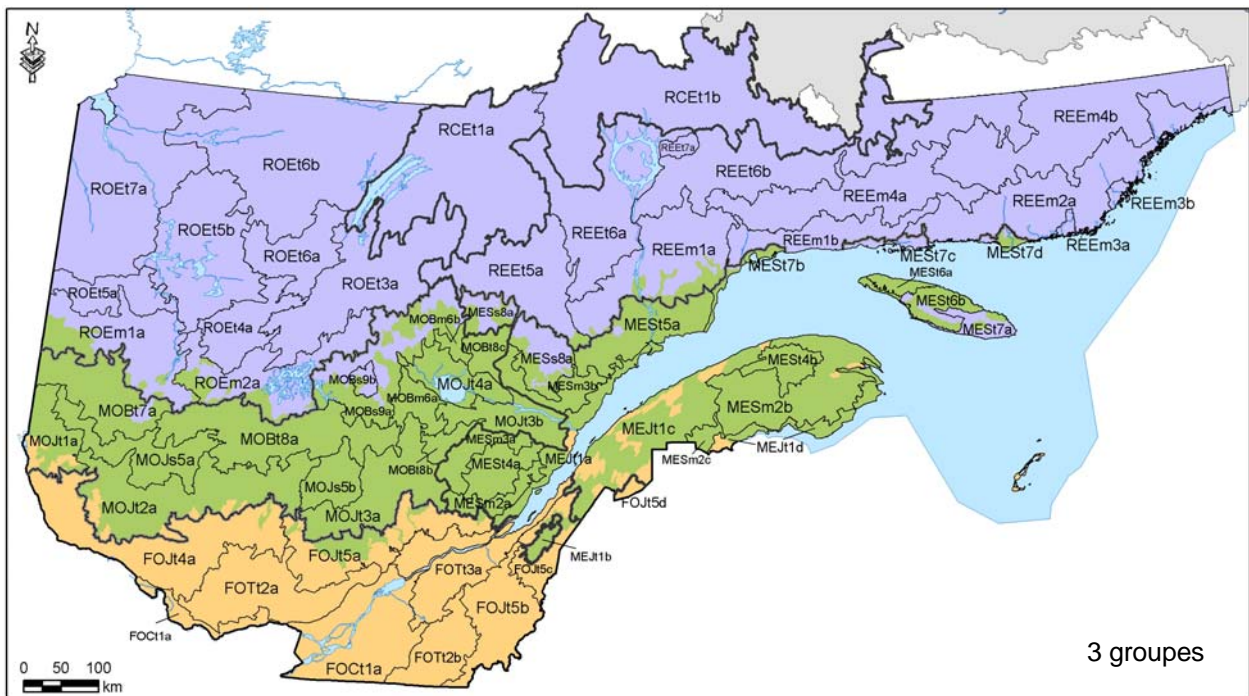 N
RCEt1b
RCEt1a
REEm4b
REEt7a
ROEt6b
REEt6b
ROEt7a
REEm4a
REEm2a
REEm3b
ROEt5b
REEt6a
REEm1b
REEm3a
ROEt6a
REEm1a
MESt7c
MESt7d
REEt5a
MESt7b
MESt6a
ROEt3a
ROEt5a
MESt6b
ROEt4a
MOBm6b
MESs8a
MESt5a
MESt7a
ROEm1a
MOBt8c
MESs8a
MESt4b
ROEm2a
MOBs9b
MOJt4a
MESm3b
MOBt7a
MOBs9a
MOBm6a
MEJt1c
MESm2b
MOJt1a
MOBt8a
MOJt3b
MESm3a
MEJt1a
MEJt1d
MOJs5a
MOBt8b
MESt4a
MESm2c
MOJs5b
MOJt2a
MESm2a
FOJt5d
MOJt3a
FOJt4a
FOJt5a
MEJt1b
FOTt3a
FOJt5c
FOTt2a
FOJt5b
FOCt1a
FOCt1a
FOTt2b
3 groupes
0 50 100
km